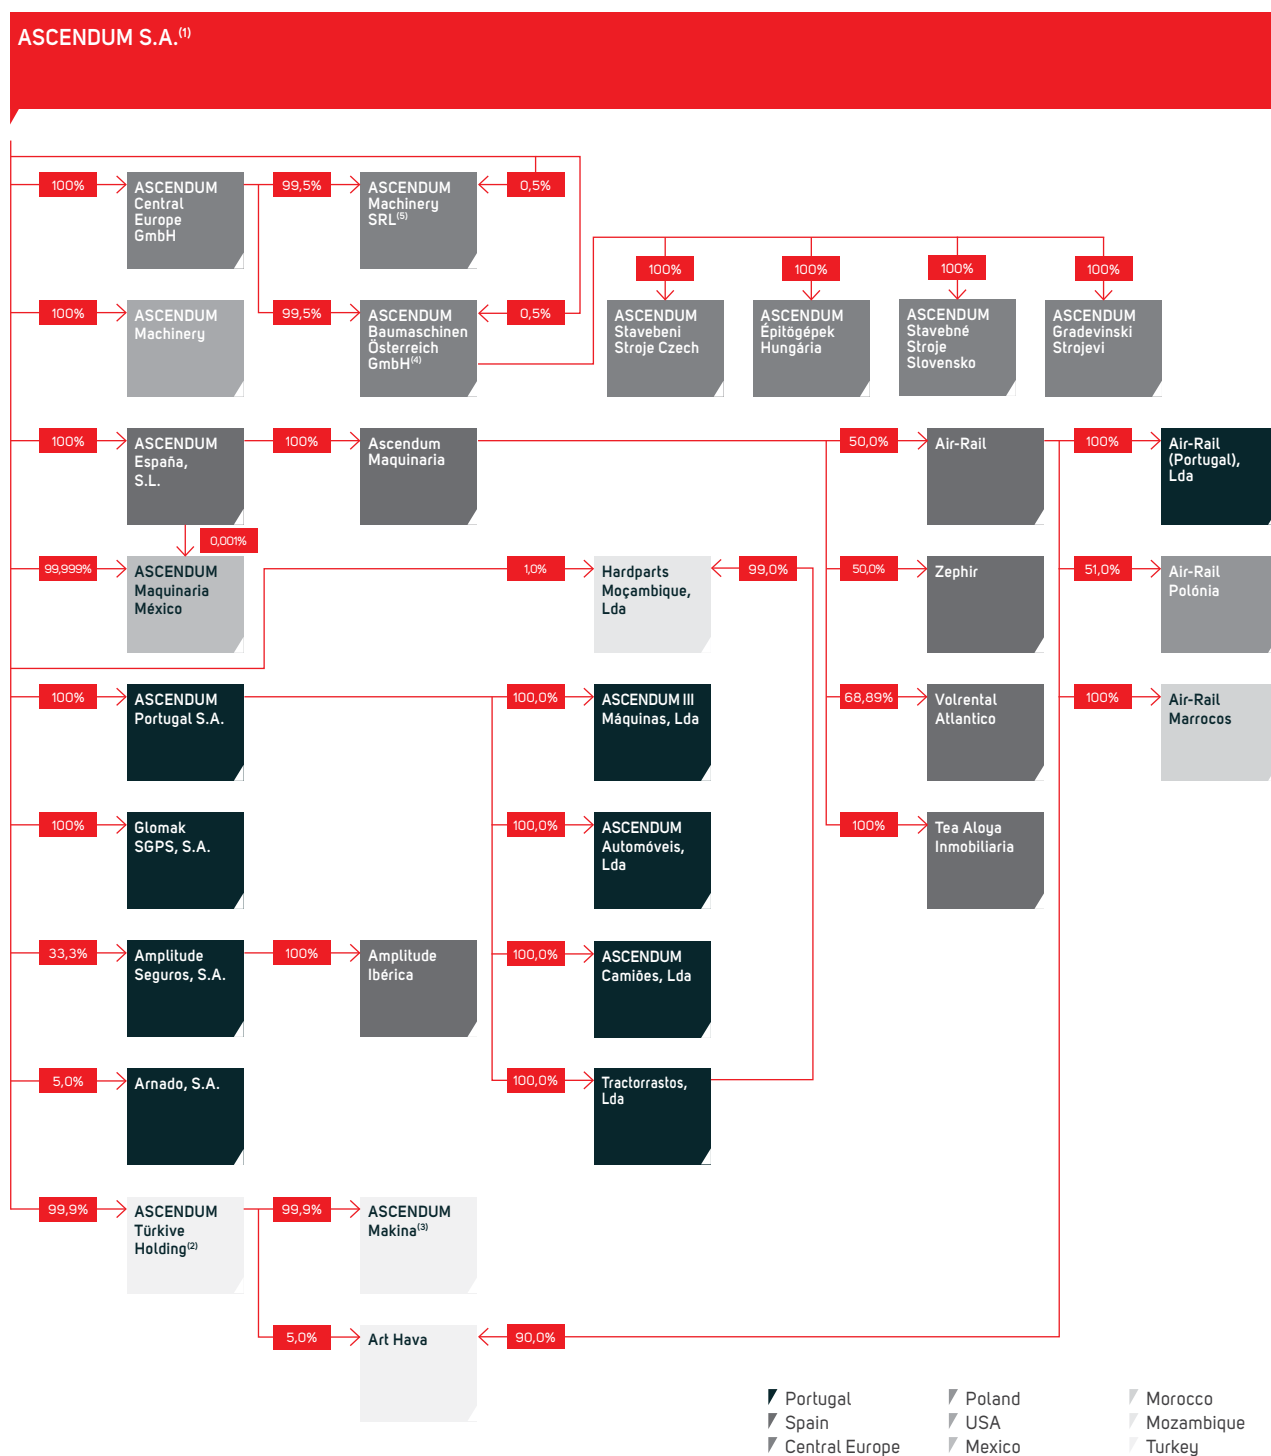 ASCENDUM S.A.(1)
100%
ASCENDUM
Central
Europe
GmbH
99,5%
ASCENDUM
Machinery
SRL(5)
0,5%
100%
ASCENDUM
Machinery
99,5%
ASCENDUM
Baumaschinen
Österreich
GmbH(4)
0,5%
100%
ASCENDUM
Stavebeni
Stroje Czech
100%
ASCENDUM
Épitögépek
Hungária
100%
ASCENDUM
Stavebné
Stroje
Slovensko
100%
ASCENDUM
Gradevinski
Strojevi
100%
ASCENDUM
España,
S.L.
100%
Ascendum
Maquinaria
50,0%
Air-Rail
100%
Air-Rail
(Portugal),
Lda
0,001%
99,999%
ASCENDUM
Maquinaria
México
1,0%
Hardparts
Moçambique,
Lda
99,0%
50,0%
Zephir
51,0%
Air-Rail
Polónia
100%
ASCENDUM
Portugal S.A.
100,0%
ASCENDUM III
Máquinas, Lda
68,89%
Volrental
Atlantico
100%
Air-Rail
Marrocos
100%
Glomak
SGPS, S.A.
100,0%
ASCENDUM
Automóveis,
Lda
100%
Tea Aloya
Inmobiliaria
33,3%
Amplitude
Seguros, S.A.
100%
Amplitude
Ibérica
100,0%
ASCENDUM
Camiões, Lda
5,0%
Arnado, S.A.
100,0%
Tractorrastos,
Lda
99,9%
ASCENDUM
Türkive
Holding(2)
99,9%
ASCENDUM
Makina(3)
5,0%
Art Hava
90,0%
Portugal
Spain
Central Europe
Poland
USA
Mexico
Morocco
Mozambique
Turkey